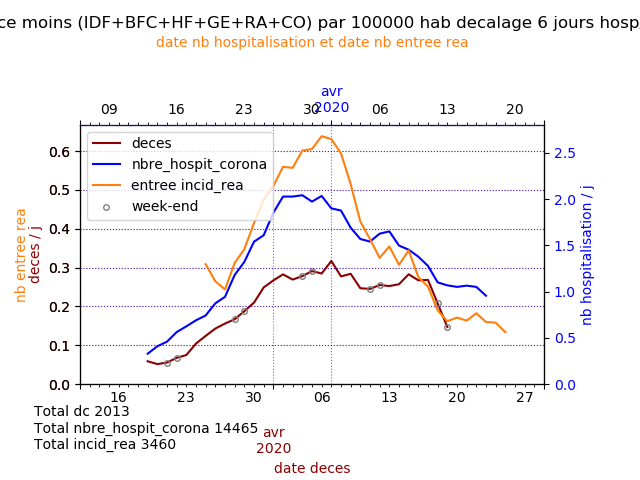 ce moins (IDF+BFC+HF+GE+RA+CO) par 100000 hab decalage 6 jours hosp
date nb hospitalisation et date nb entree rea
avr
2020
09 16 23 30 06 13 20
deces
nbre_hospit_corona
entree incid_rea
week-end
0.6
0.5
0.4
0.3
0.2
0.1
0.0
2.5
2.0
1.5
1.0
0.5
0.0
nb entree rea
deces / j
nb hospitalisation / j
16 23 30 06 13 20 27
avr
2020
date deces
Total dc 2013
Total nbre_hospit_corona 14465
Total incid_rea 3460